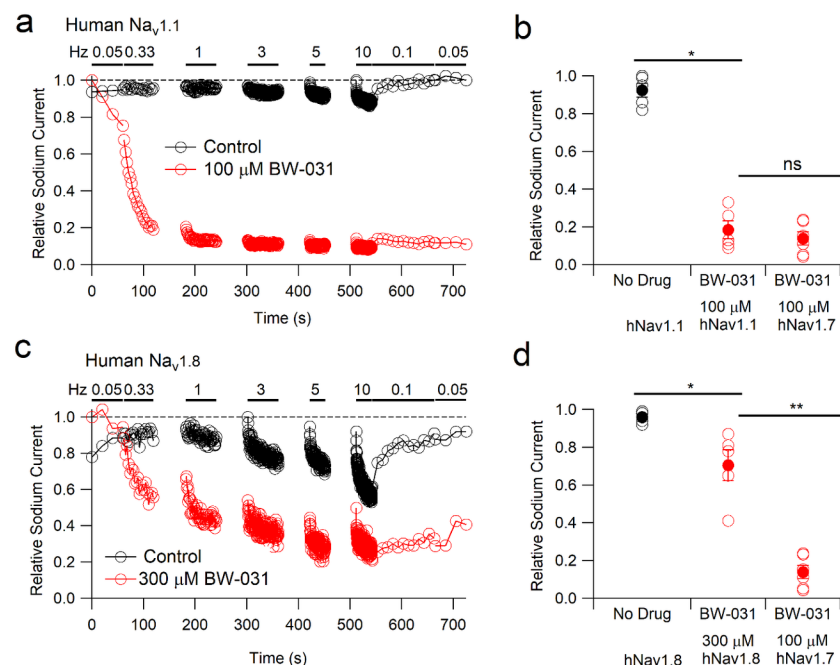 a
Human Nav1.1
Hz 0.05 0.33 1 3 5 10 0.1 0.05
1.0
0.8
0.6
0.4
0.2
0.0
Relative Sodium Current
Control
100 μM BW-031
0 100 200 300 400 500 600 700
Time (s)
b
*
ns
1.0
0.8
0.6
0.4
0.2
0.0
Relative Sodium Current
No Drug BW-031 BW-031
100 μM 100 μM
hNav1.1 hNav1.1 hNav1.7
c
Human Nav1.8
Hz 0.05 0.33 1 3 5 10 0.1 0.05
1.0
0.8
0.6
0.4
0.2
0.0
Relative Sodium Current
Control
300 μM BW-031
0 100 200 300 400 500 600 700
Time (s)
d
*
**
1.0
0.8
0.6
0.4
0.2
0.0
Relative Sodium Current
No Drug BW-031 BW-031
300 μM 100 μM
hNav1.8 hNav1.8 hNav1.7